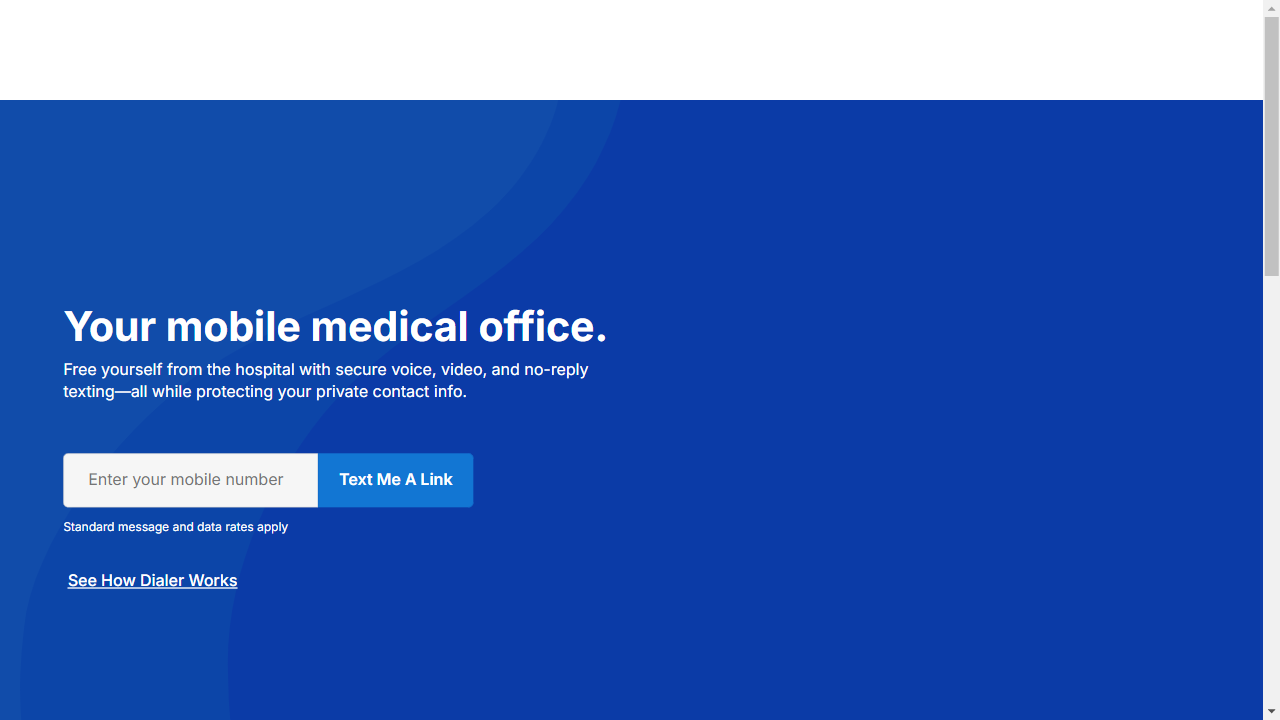 Your mobile medical office.
Free yourself from the hospital with secure voice, video, and no-reply
texting—all while protecting your private contact info.
Enter your mobile number
Text Me A Link
Standard message and data rates apply
See How Dialer Works